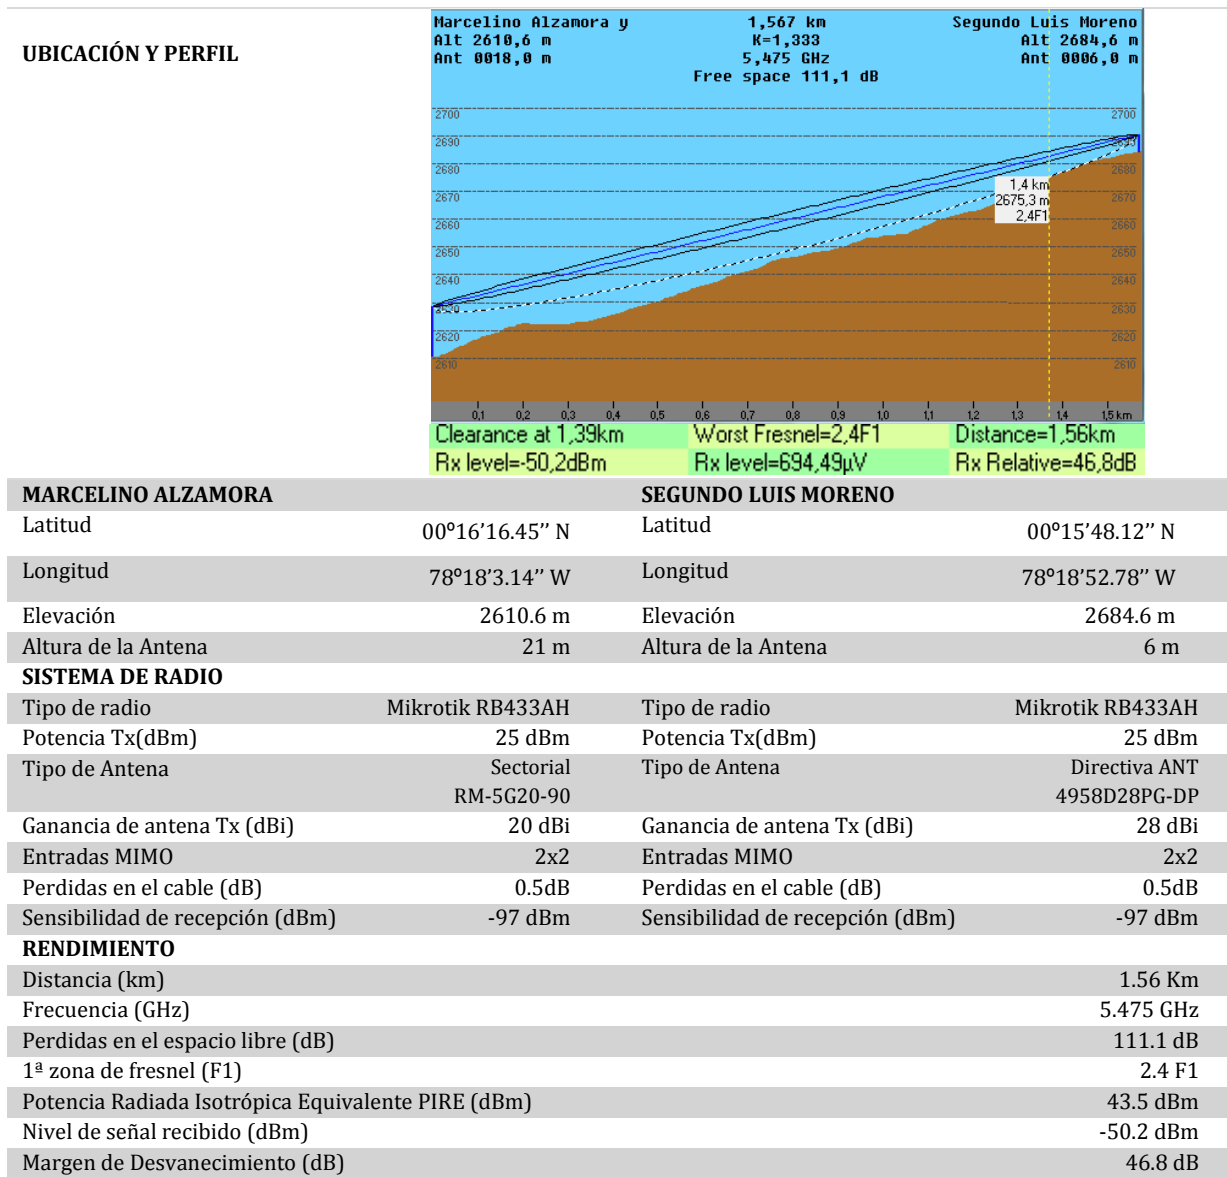 UBICACIÓN Y PERFIL
Marcelino Alzamora y 1,567 km Segundo Luis Moreno
Alt 2610,6 m K=1,333 Alt 2684,6 m
Ant 0018,0 m 5,475 GHz Ant 0006,0 m
Free space 111,1 dB
2700 2700
2690
2680 2680
2670 2670
2660 2660
2650 2650
2640 2640
2630
2620 2620
2610 2610
1,4 km
2675,3 m
2,4F1
0,1 0,2 0,3 0,4 0,5 0,6 0,7 0,8 0,9 1,0 1,1 1,2 1,3 1,4 1,5 km
Clearance at 1,39km Worst Fresnel=2,4F1 Distance=1,56km
Rx level=-50,2dBm Rx level=694,49µV Rx Relative=46,8dB
MARCELINO ALZAMORA SEGUNDO LUIS MORENO
Latitud 00º16’16.45’’ N Latitud 00º15’48.12’’ N
Longitud 78º18’3.14’’ W Longitud 78º18’52.78’’ W
Elevación 2610.6 m Elevación 2684.6 m
Altura de la Antena 21 m Altura de la Antena 6 m
SISTEMA DE RADIO
Tipo de radio Mikrotik RB433AH Tipo de radio Mikrotik RB433AH
Potencia Tx(dBm) 25 dBm Potencia Tx(dBm) 25 dBm
Tipo de Antena Sectorial Tipo de Antena Directiva ANT
RM-5G20-90 4958D28PG-DP
Ganancia de antena Tx (dBi) 20 dBi Ganancia de antena Tx (dBi) 28 dBi
Entradas MIMO 2x2 Entradas MIMO 2x2
Perdidas en el cable (dB) 0.5dB Perdidas en el cable (dB) 0.5dB
Sensibilidad de recepción (dBm) -97 dBm Sensibilidad de recepción (dBm) -97 dBm
RENDIMIENTO
Distancia (km) 1.56 Km
Frecuencia (GHz) 5.475 GHz
Perdidas en el espacio libre (dB) 111.1 dB
1ª zona de fresnel (F1) 2.4 F1
Potencia Radiada Isotrópica Equivalente PIRE (dBm) 43.5 dBm
Nivel de señal recibido (dBm) -50.2 dBm
Margen de Desvanecimiento (dB) 46.8 dB